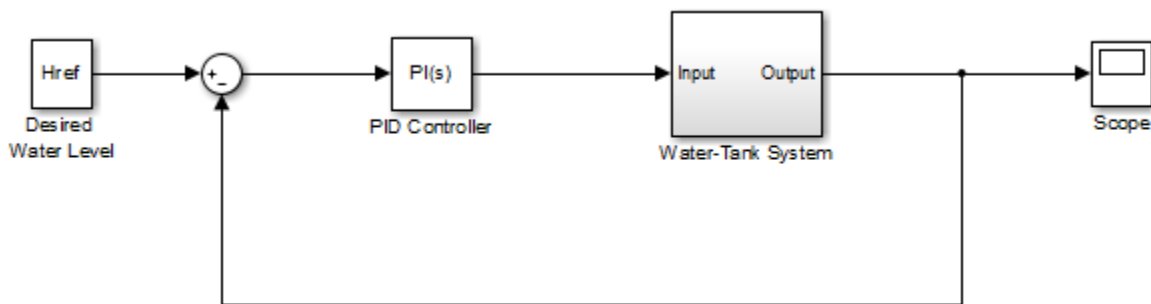 Href
Desired
Water Level
+
-
PI(s)
PID Controller
Input
Output
Water-Tank System
Scope